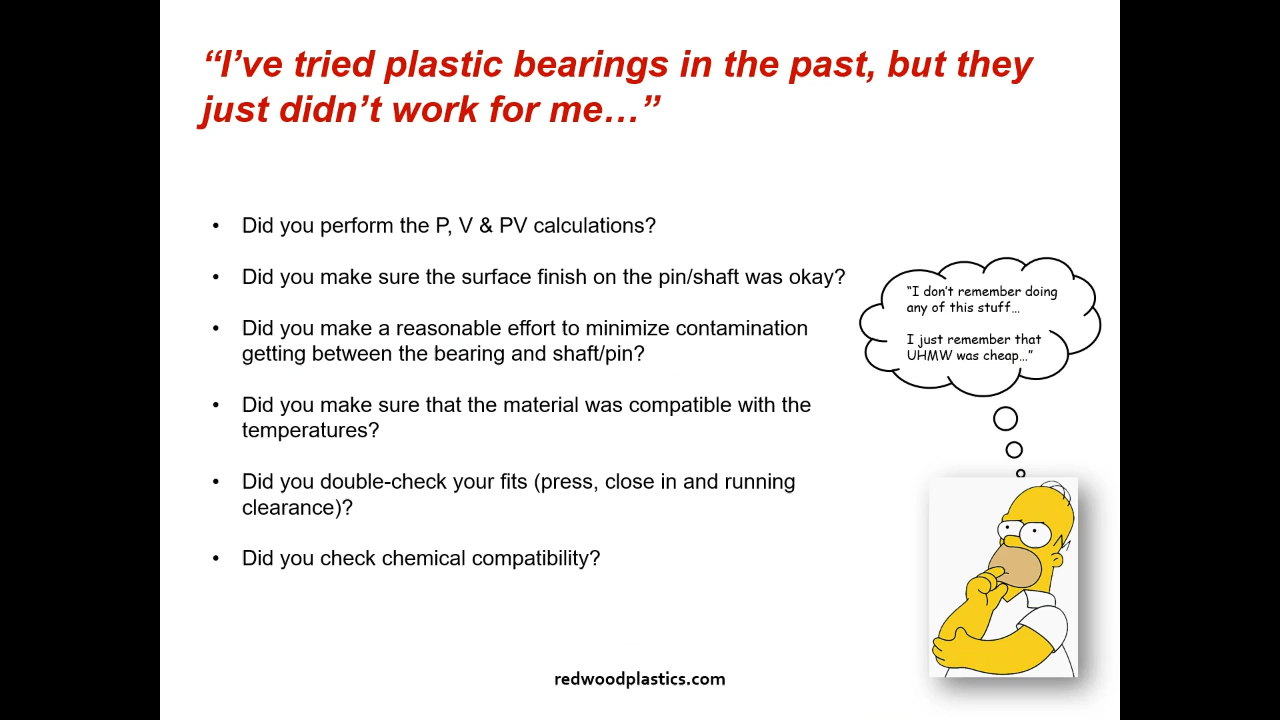 “I’ve tried plastic bearings in the past, but they
just didn’t work for me…”
• Did you perform the P, V & PV calculations?
• Did you make sure the surface finish on the pin/shaft was okay?
• Did you make a reasonable effort to minimize contamination
getting between the bearing and shaft/pin?
• Did you make sure that the material was compatible with the
temperatures?
• Did you double-check your fits (press, close in and running
clearance)?
• Did you check chemical compatibility?
“I don’t remember doing
any of this stuff…
I just remember that
UHMW was cheap…”
redwoodplastics.com